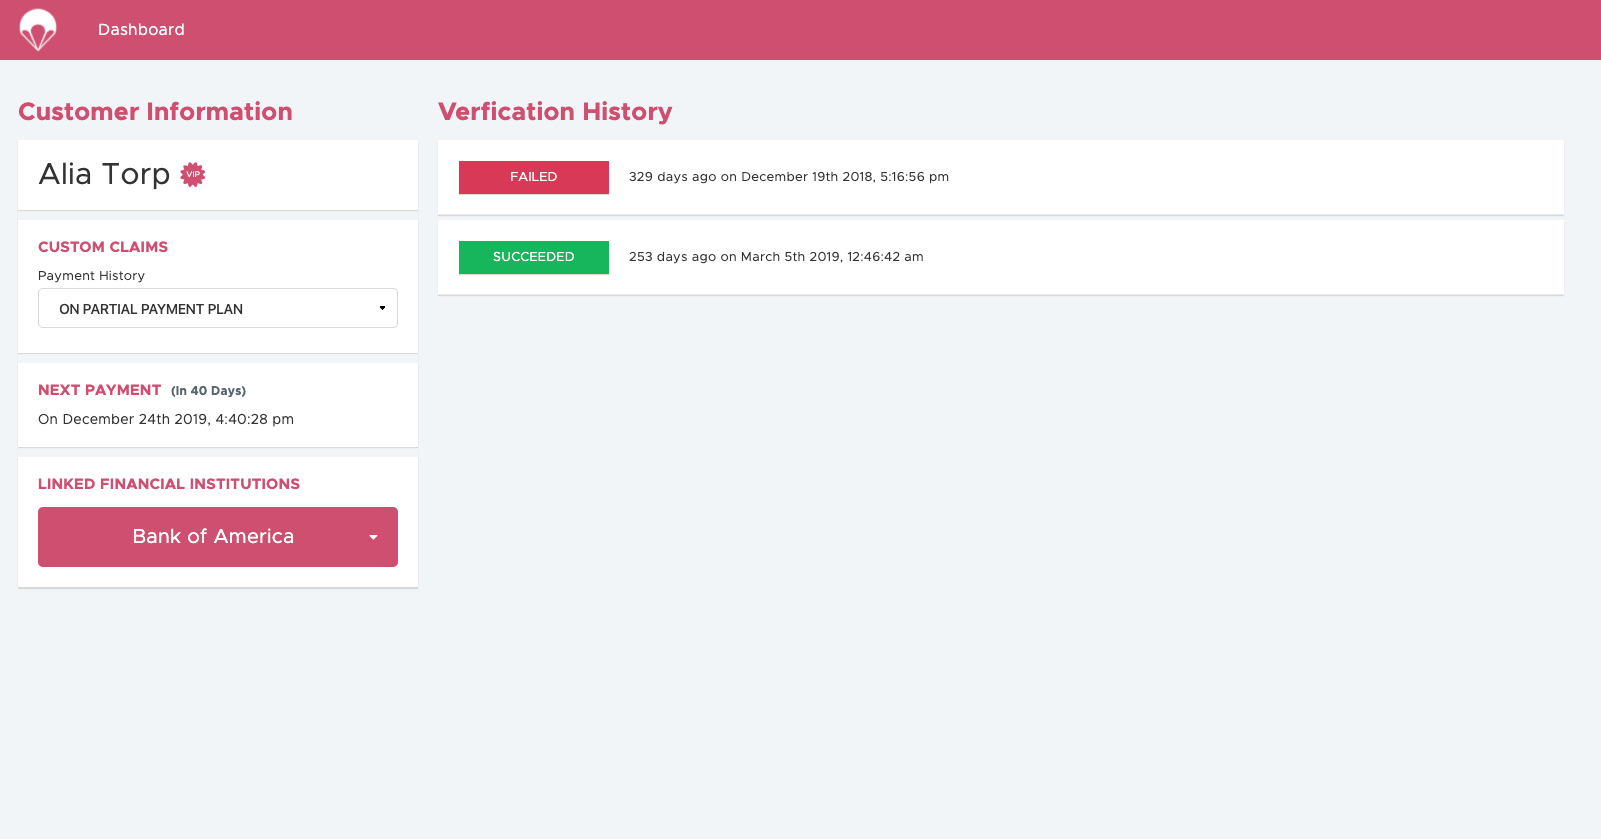 Dashboard
Customer Information
Alia Torp VIP
CUSTOM CLAIMS
Payment History
ON PARTIAL PAYMENT PLAN
NEXT PAYMENT (In 40 Days)
On December 24th 2019, 4:40:28 pm
LINKED FINANCIAL INSTITUTIONS
Bank of America
Verfication History
FAILED 329 days ago on December 19th 2018, 5:16:56 pm
SUCCEEDED 253 days ago on March 5th 2019, 12:46:42 am